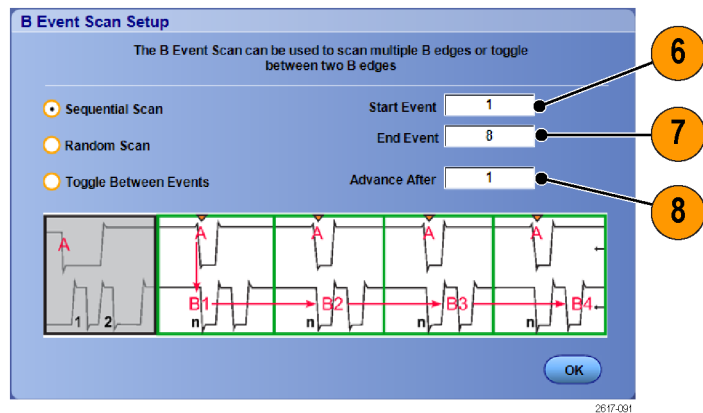 B Event Scan Setup
The B Event Scan can be used to scan multiple B edges or toggle
between two B edges
Sequential Scan
Start Event 1
6
Random Scan
End Event 8
7
Toggle Between Events
Advance After 1
8
A A A A A
B1 B2 B3 B4
1 2 n n n n
OK
2617-091